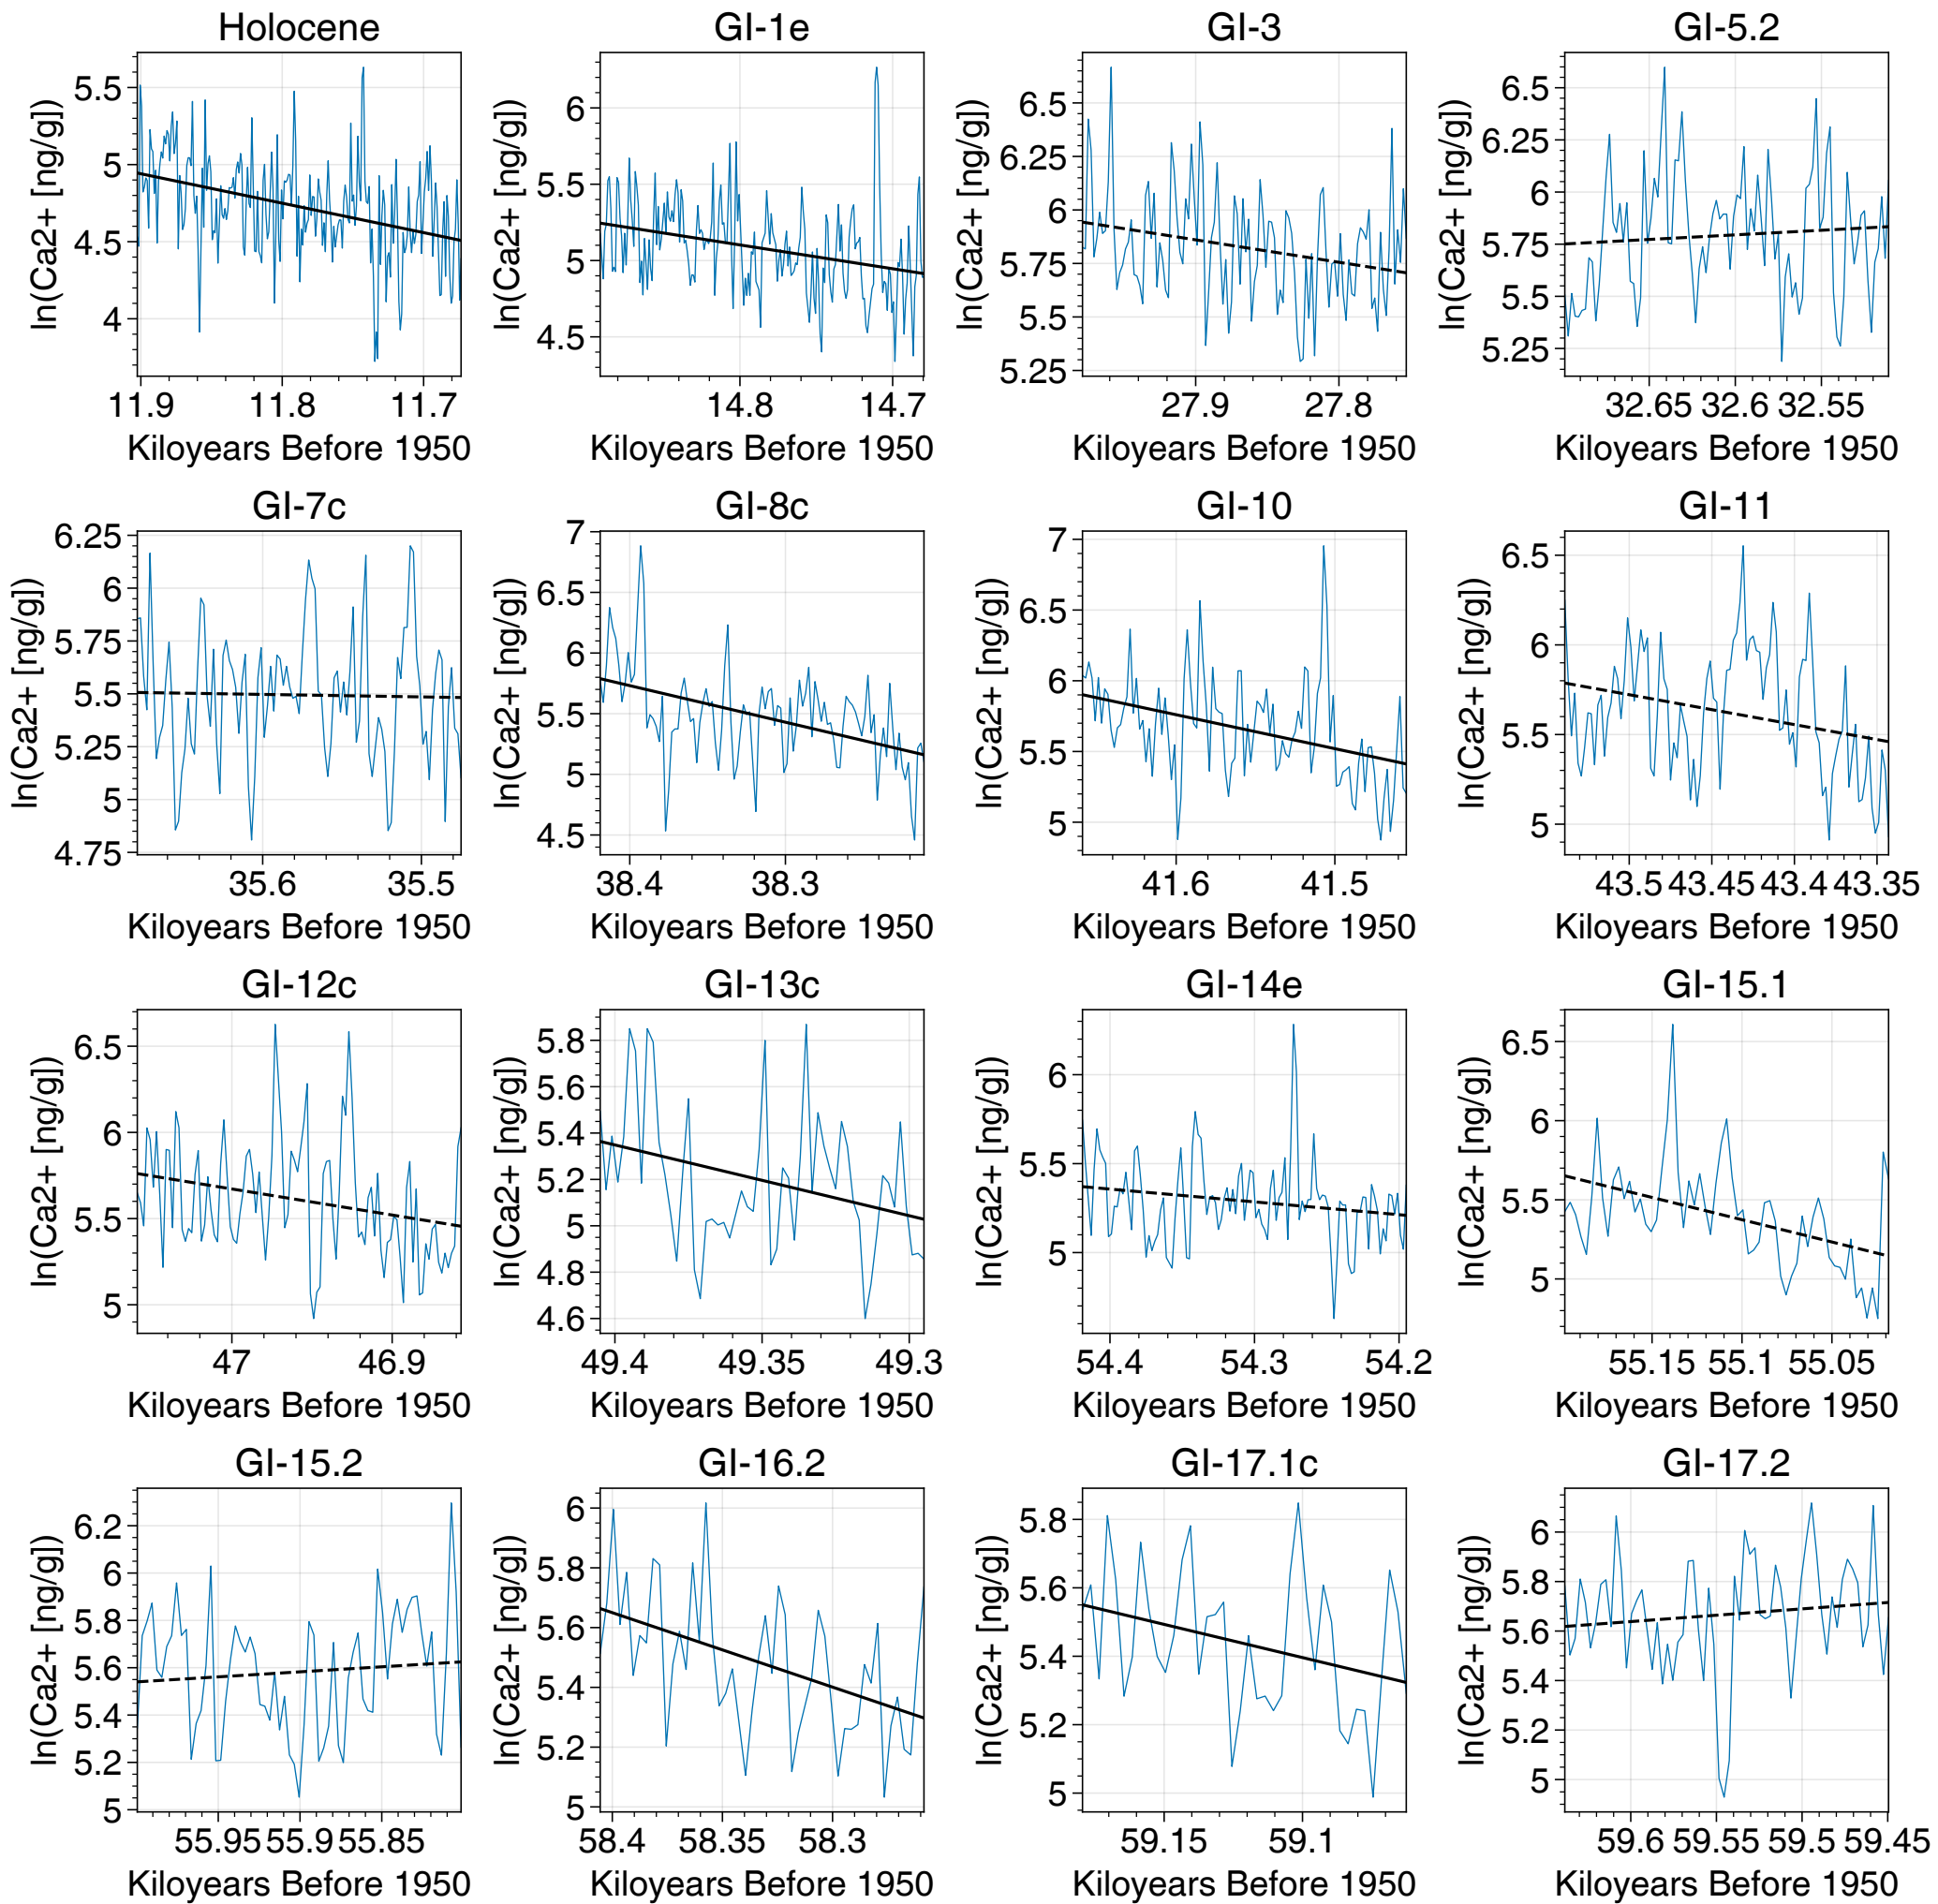 Holocene GI-1e GI-3 GI-5.2
ln(Ca2+ [ng/g]) 5.5 5 4.5 4
11.9 11.8 11.7
Kiloyears Before 1950
ln(Ca2+ [ng/g]) 6 5.5 5 4.5
14.8 14.7
Kiloyears Before 1950
ln(Ca2+ [ng/g]) 6.5 6.25 6 5.75 5.5 5.25
27.9 27.8
Kiloyears Before 1950
ln(Ca2+ [ng/g]) 6.5 6.25 6 5.75 5.5 5.25
32.65 32.6 32.55
Kiloyears Before 1950
GI-7c GI-8c GI-10 GI-11
ln(Ca2+ [ng/g]) 6.25 6 5.75 5.5 5.25 5 4.75
35.6 35.5
Kiloyears Before 1950
ln(Ca2+ [ng/g]) 7 6.5 6 5.5 5 4.5
38.4 38.3
Kiloyears Before 1950
ln(Ca2+ [ng/g]) 7 6.5 6 5.5 5
41.6 41.5
Kiloyears Before 1950
ln(Ca2+ [ng/g]) 6.5 6 5.5 5
43.5 43.45 43.4 43.35
Kiloyears Before 1950
GI-12c GI-13c GI-14e GI-15.1
ln(Ca2+ [ng/g]) 6.5 6 5.5 5
47 46.9
Kiloyears Before 1950
ln(Ca2+ [ng/g]) 5.8 5.6 5.4 5.2 5 4.8 4.6
49.4 49.35 49.3
Kiloyears Before 1950
ln(Ca2+ [ng/g]) 6 5.5 5
54.4 54.3 54.2
Kiloyears Before 1950
ln(Ca2+ [ng/g]) 6.5 6 5.5 5
55.15 55.1 55.05
Kiloyears Before 1950
GI-15.2 GI-16.2 GI-17.1c GI-17.2
ln(Ca2+ [ng/g]) 6.2 6 5.8 5.6 5.4 5.2 5
55.95 55.9 55.85
Kiloyears Before 1950
ln(Ca2+ [ng/g]) 6 5.8 5.6 5.4 5.2 5
58.4 58.35 58.3
Kiloyears Before 1950
ln(Ca2+ [ng/g]) 5.8 5.6 5.4 5.2 5
59.15 59.1
Kiloyears Before 1950
ln(Ca2+ [ng/g]) 6 5.8 5.6 5.4 5.2 5
59.6 59.55 59.5 59.45
Kiloyears Before 1950